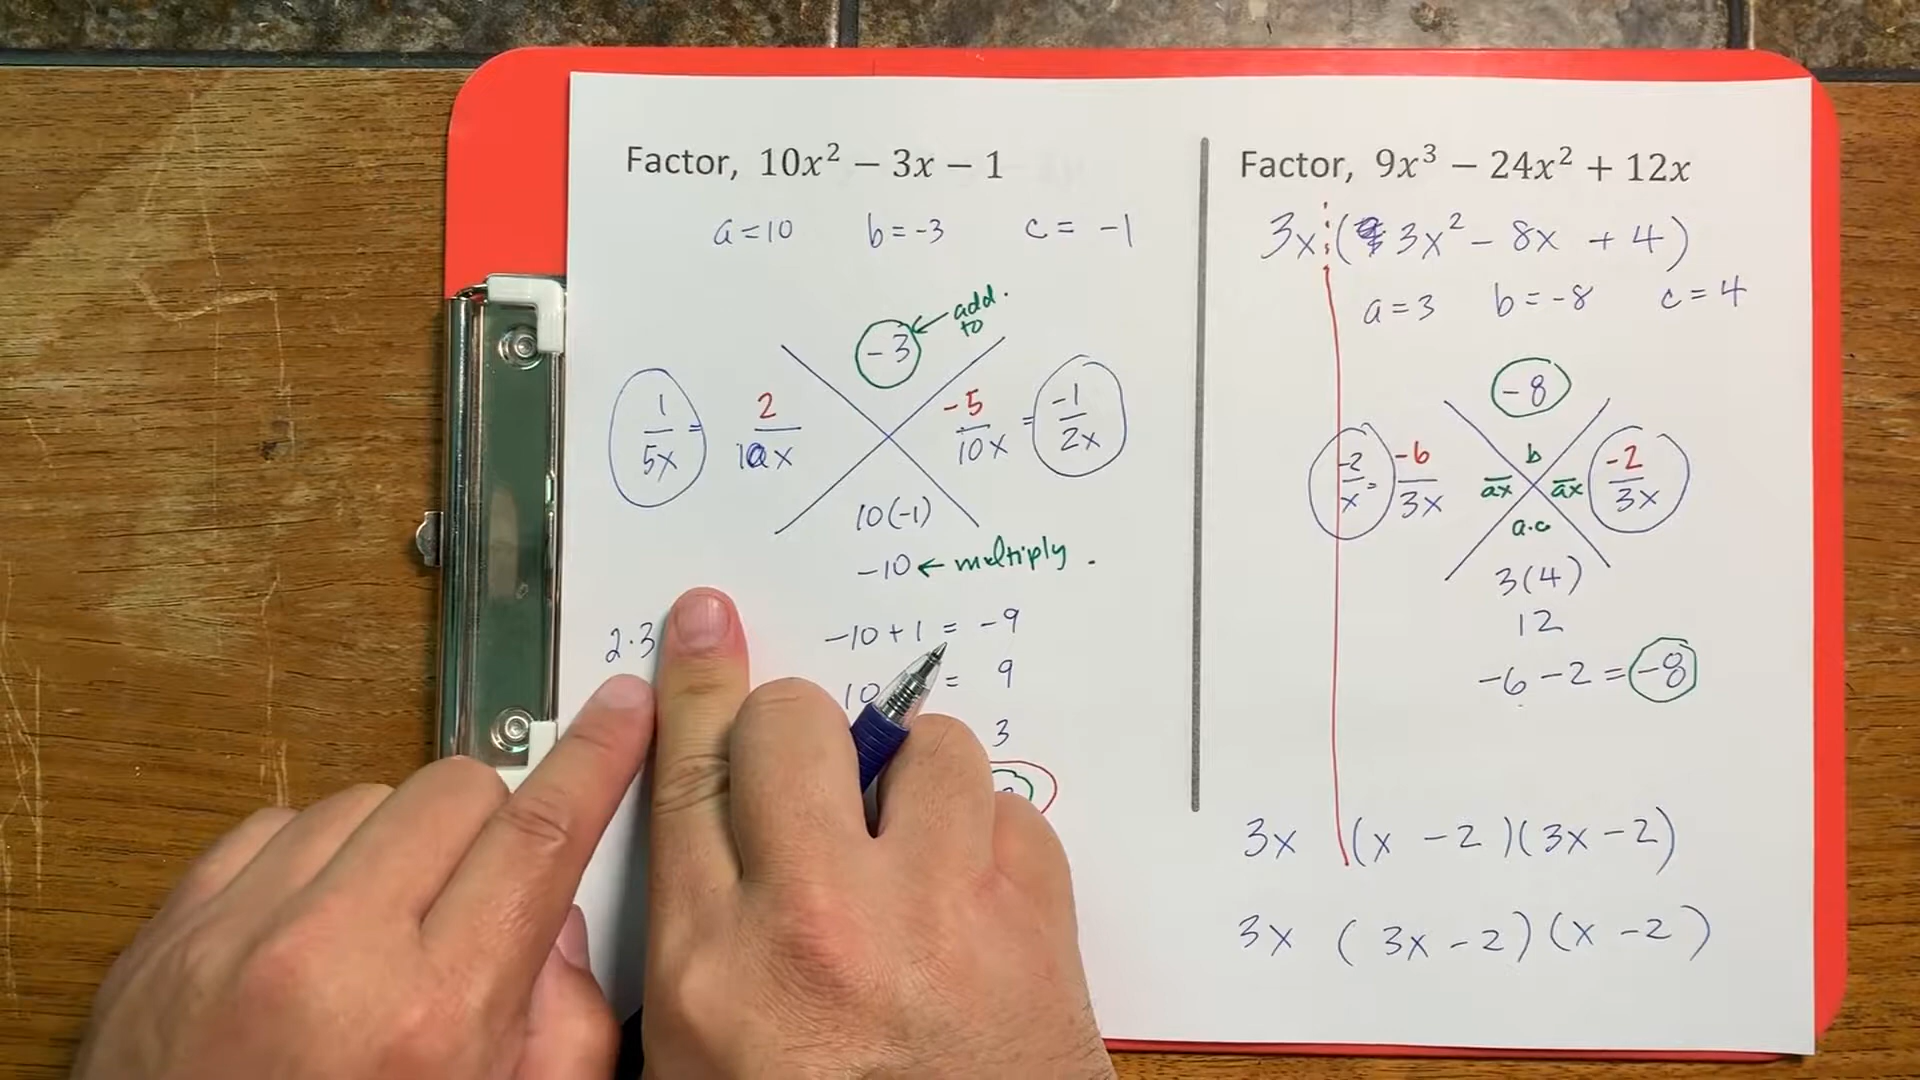 Factor, 10x² − 3x − 1
a = 10 b = -3 c = -1
add to
-3
1/5x = 2/10x -5/10x = -1/2x
10(-1)
-10 ← multiply.
2·3
-10 + 1 = -9
10 = 9
3
Factor, 9x³ − 24x² + 12x
3x ( 3x² - 8x + 4)
a = 3 b = -8 c = 4
-8
b
-2/x = -6/3x ax ax -2/3x
a·c
3(4)
12
-6 - 2 = -8
3x (x - 2)(3x - 2)
3x (3x - 2)(x - 2)